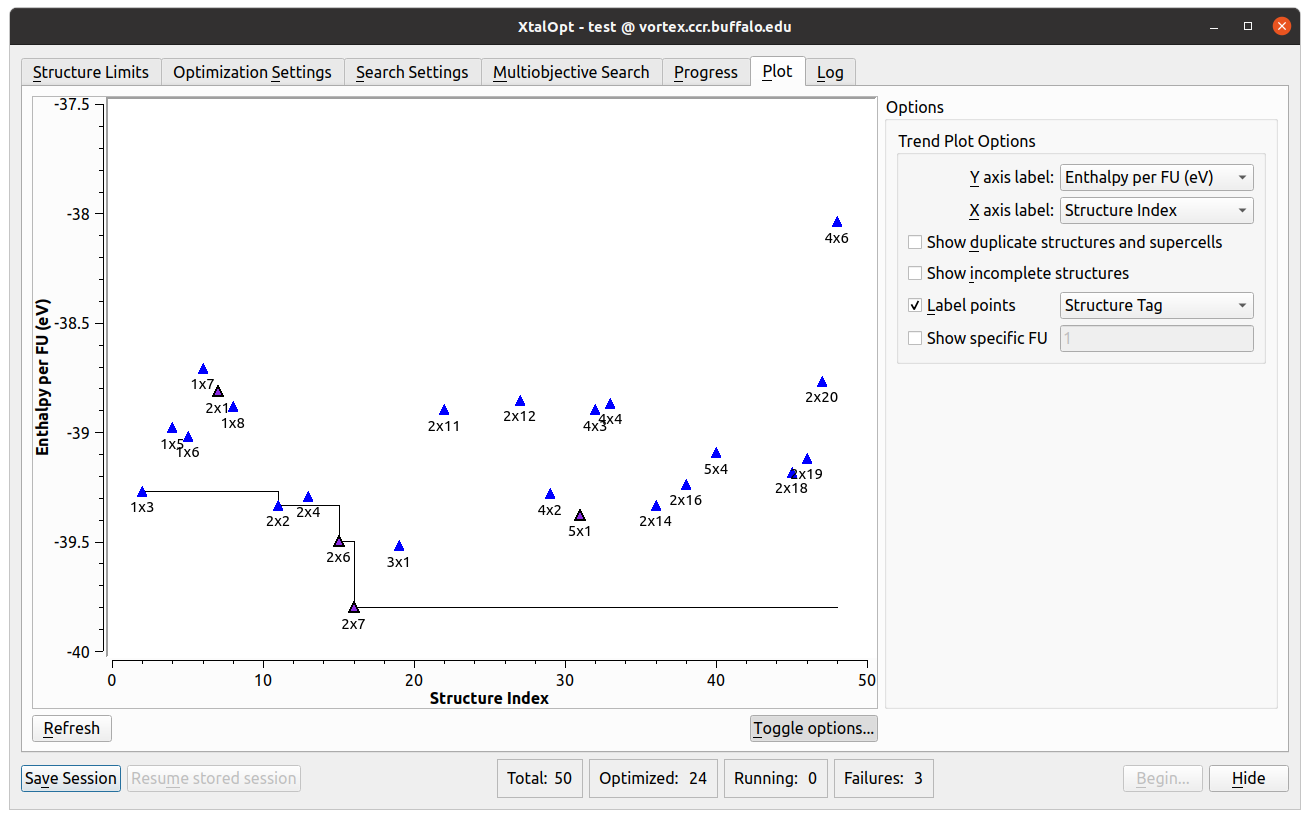 XtalOpt - test @ vortex.ccr.buffalo.edu
Structure Limits
Optimization Settings
Search Settings
Multiobjective Search
Progress
Plot
Log
Enthalpy per FU (eV)
-37.5
-38
-38.5
-39
-39.5
-40
4x6
1x7
2x1
1x8
1x5
1x6
2x11
2x12
4x3
4x4
2x20
5x4
2x19
2x18
1x3
2x2
2x4
4x2
5x1
2x16
2x14
2x6
3x1
2x7
0
10
20
30
40
50
Structure Index
Options
Trend Plot Options
Y axis label: Enthalpy per FU (eV)
X axis label: Structure Index
Show duplicate structures and supercells
Show incomplete structures
Label points Structure Tag
Show specific FU 1
Refresh
Toggle options...
Save Session
Resume stored session
Total: 50
Optimized: 24
Running: 0
Failures: 3
Begin...
Hide